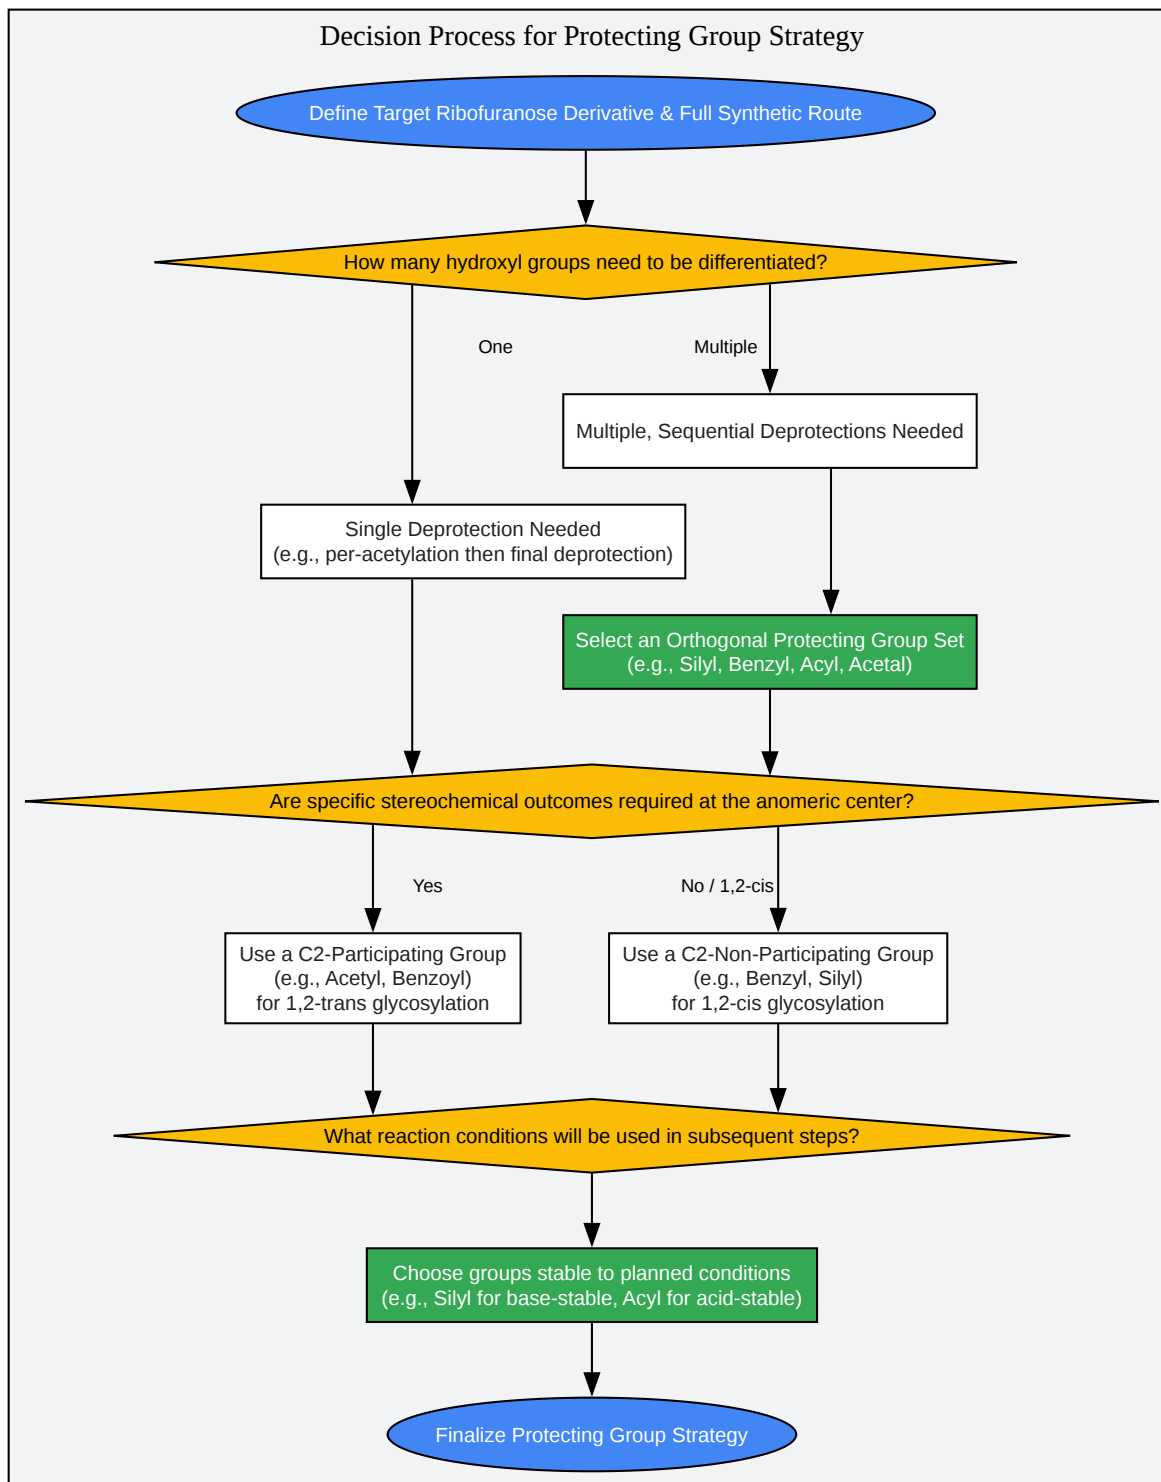 Decision Process for Protecting Group Strategy
Define Target Ribofuranose Derivative & Full Synthetic Route
How many hydroxyl groups need to be differentiated?
One
Multiple
Multiple, Sequential Deprotections Needed
Single Deprotection Needed
(e.g., per-acetylation then final deprotection)
Select an Orthogonal Protecting Group Set
(e.g., Silyl, Benzyl, Acyl, Acetal)
Are specific stereochemical outcomes required at the anomeric center?
Yes
No / 1,2-cis
Use a C2-Participating Group
(e.g., Acetyl, Benzoyl)
for 1,2-trans glycosylation
Use a C2-Non-Participating Group
(e.g., Benzyl, Silyl)
for 1,2-cis glycosylation
What reaction conditions will be used in subsequent steps?
Choose groups stable to planned conditions
(e.g., Silyl for base-stable, Acyl for acid-stable)
Finalize Protecting Group Strategy